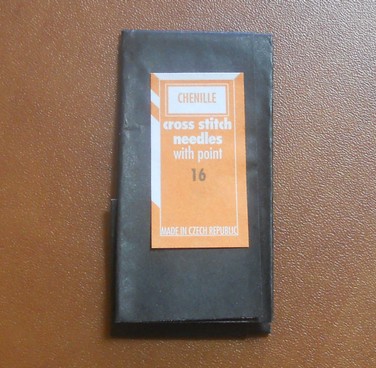 CHENILLE
cross stitch
needles
with point
16
MADE IN CZECH REPUBLIC